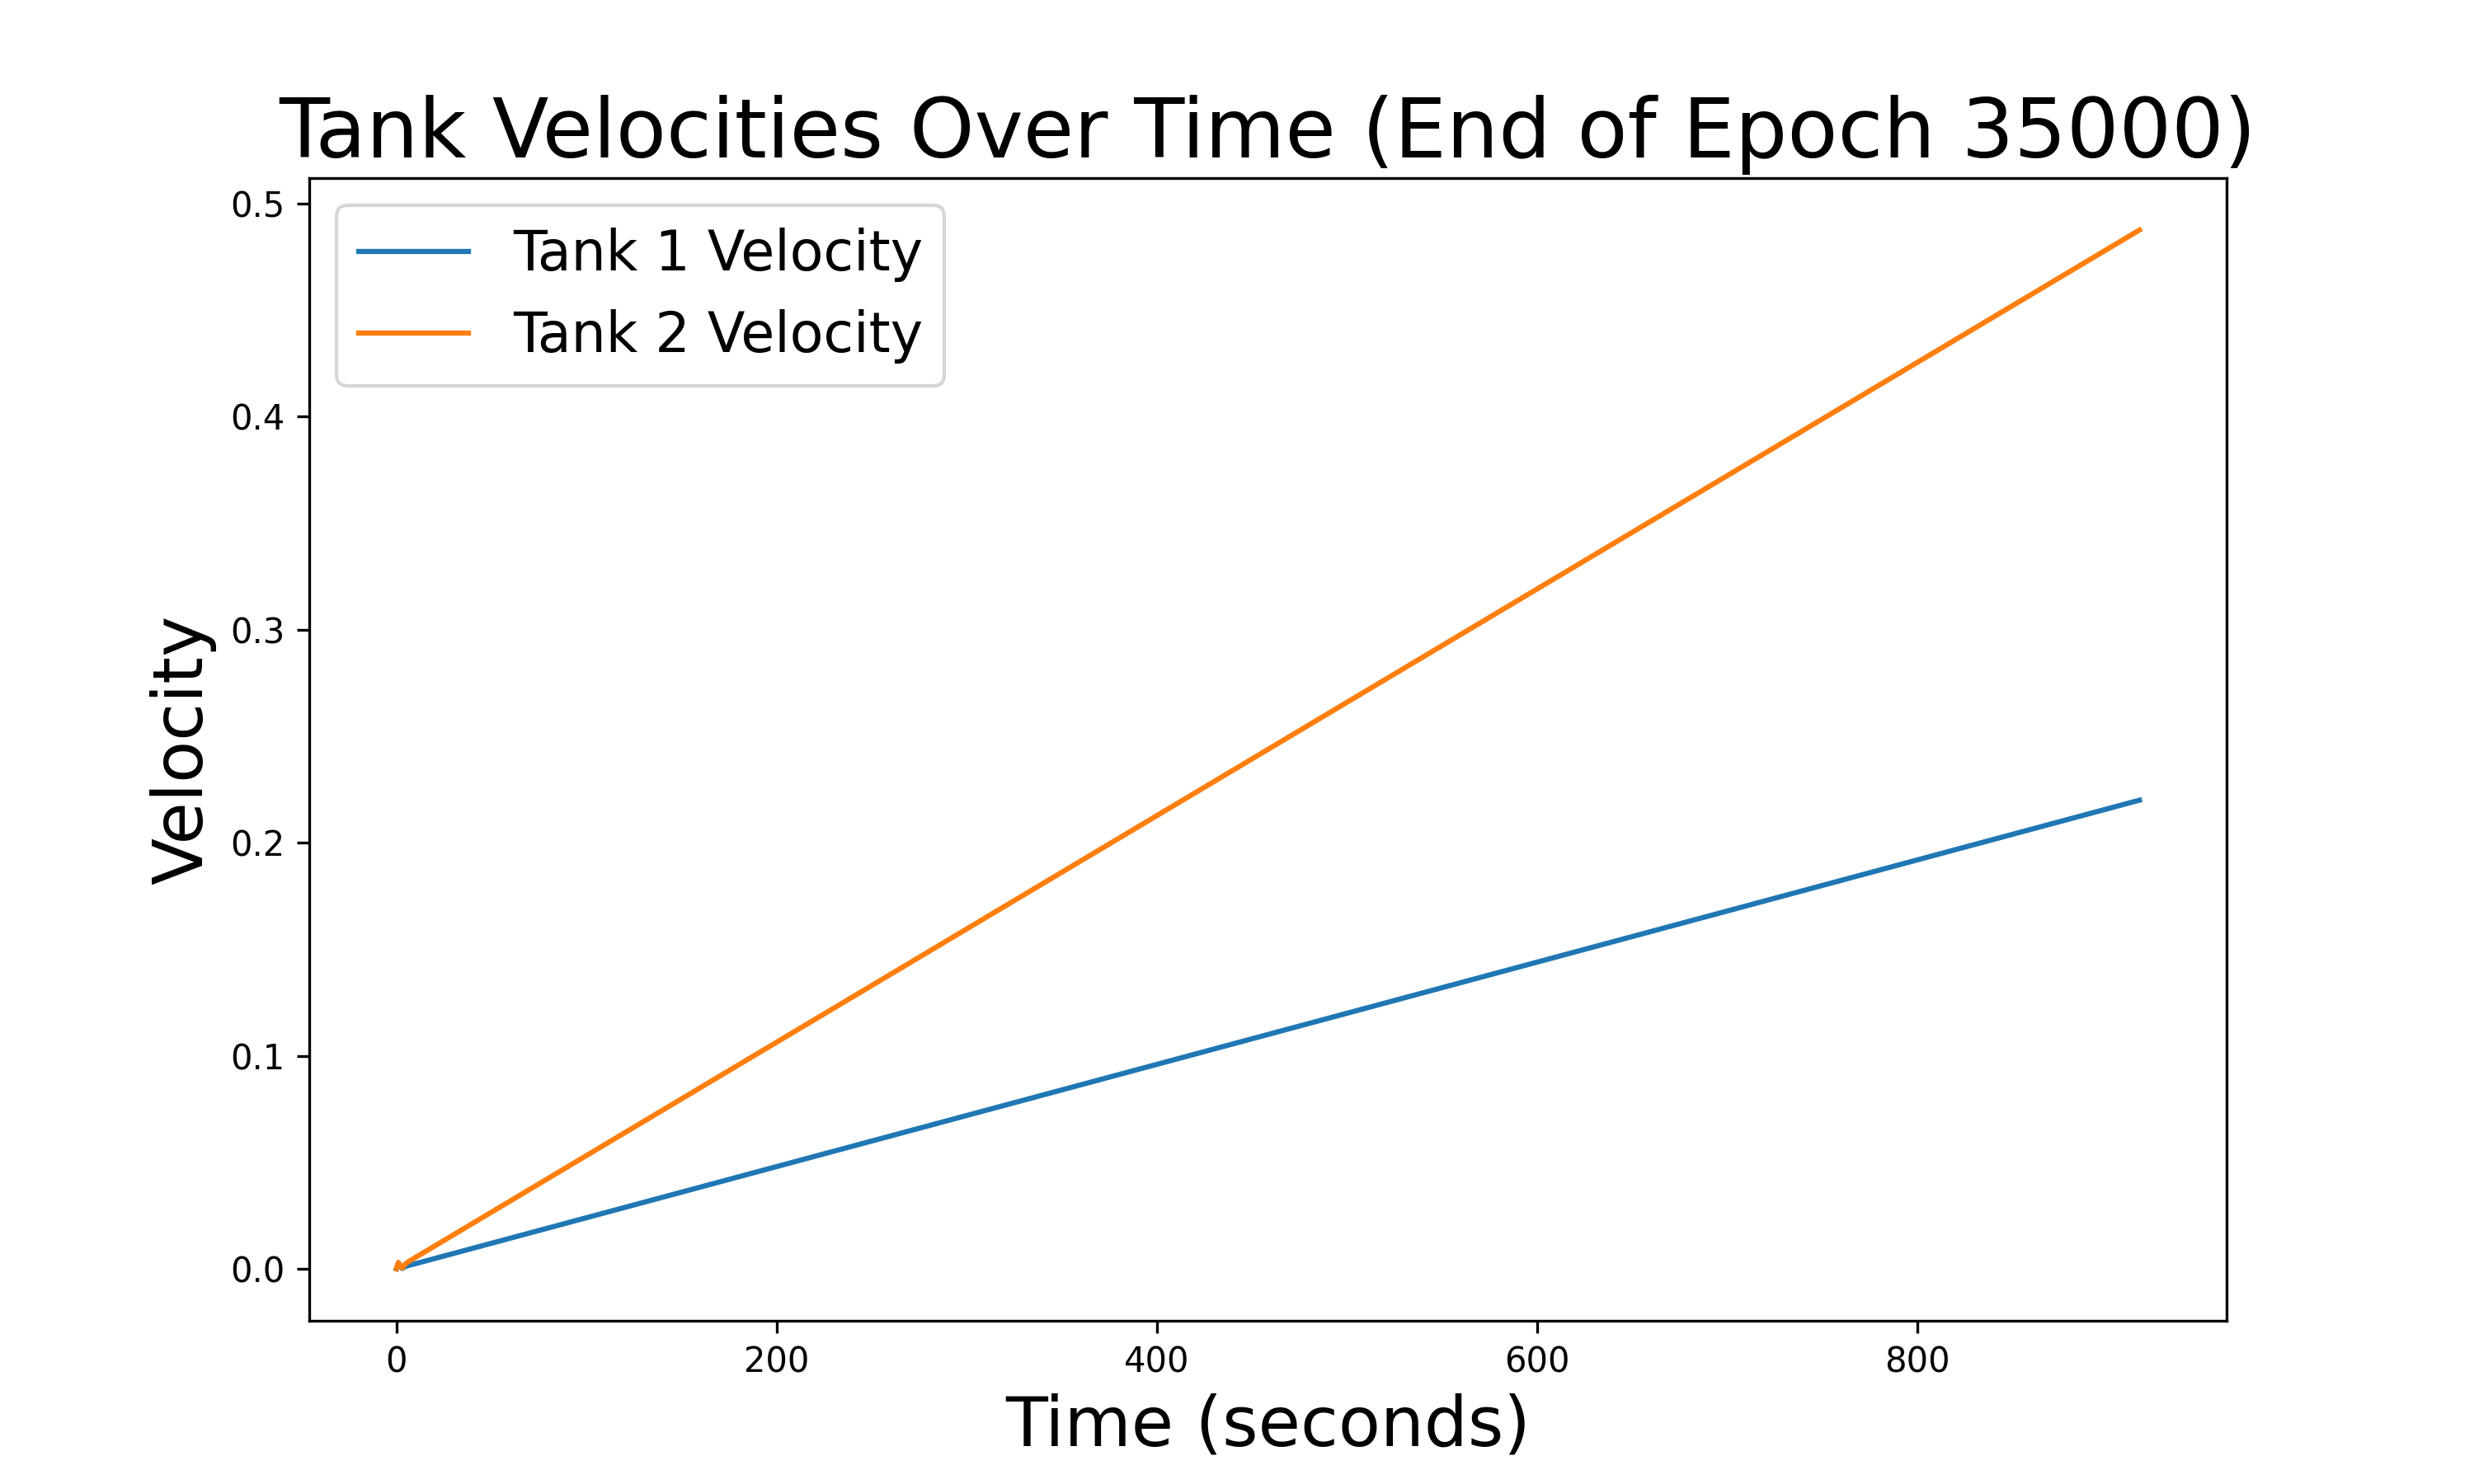 Tank Velocities Over Time (End of Epoch 35000)
Tank 1 Velocity
Tank 2 Velocity
Velocity
0.5
0.4
0.3
0.2
0.1
0.0
0 200 400 600 800
Time (seconds)